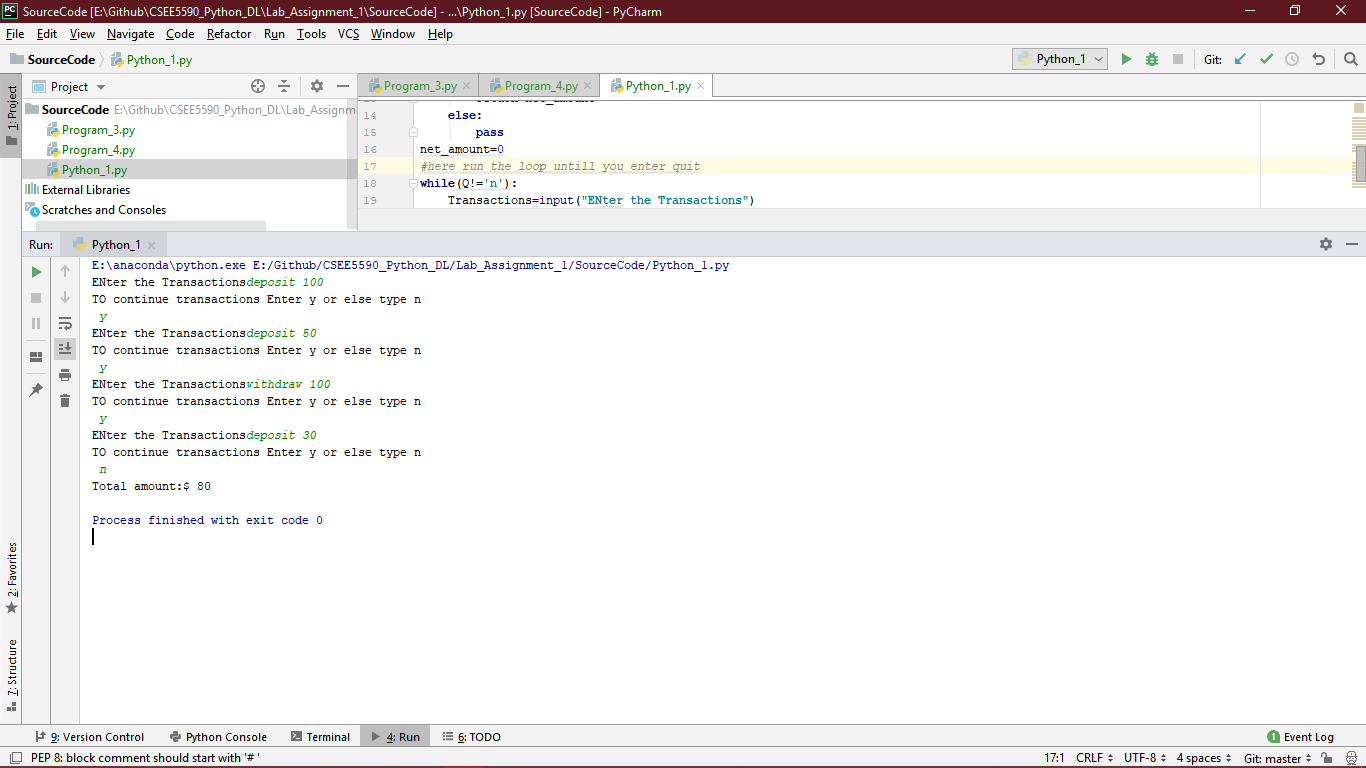 SourceCode [E:\Github\CSEE5590_Python_DL\Lab_Assignment_1\SourceCode] - ...\Python_1.py [SourceCode] - PyCharm
File Edit View Navigate Code Refactor Run Tools VCS Window Help
SourceCode Python_1.py Python_1 Git:
1: Project
Project
Program_3.py Program_4.py Python_1.py
SourceCode E:\Github\CSEE5590_Python_DL\Lab_Assignm
Program_3.py
Program_4.py
Python_1.py
External Libraries
Scratches and Consoles
14 else:
15 pass
16 net_amount=0
17 #here run the loop untill you enter quit
18 while(Q!='n'):
19 Transactions=input("ENter the Transactions")
Run: Python_1
E:\anaconda\python.exe E:/Github/CSEE5590_Python_DL/Lab_Assignment_1/SourceCode/Python_1.py
ENter the Transactionsdeposit 100
TO continue transactions Enter y or else type n
y
ENter the Transactionsdeposit 50
TO continue transactions Enter y or else type n
y
ENter the Transactionswithdraw 100
TO continue transactions Enter y or else type n
y
ENter the Transactionsdeposit 30
TO continue transactions Enter y or else type n
n
Total amount:$ 80
Process finished with exit code 0
2: Favorites
7: Structure
9: Version Control Python Console Terminal 4: Run 6: TODO 1 Event Log
PEP 8: block comment should start with '# ' 17:1 CRLF UTF-8 4 spaces Git: master